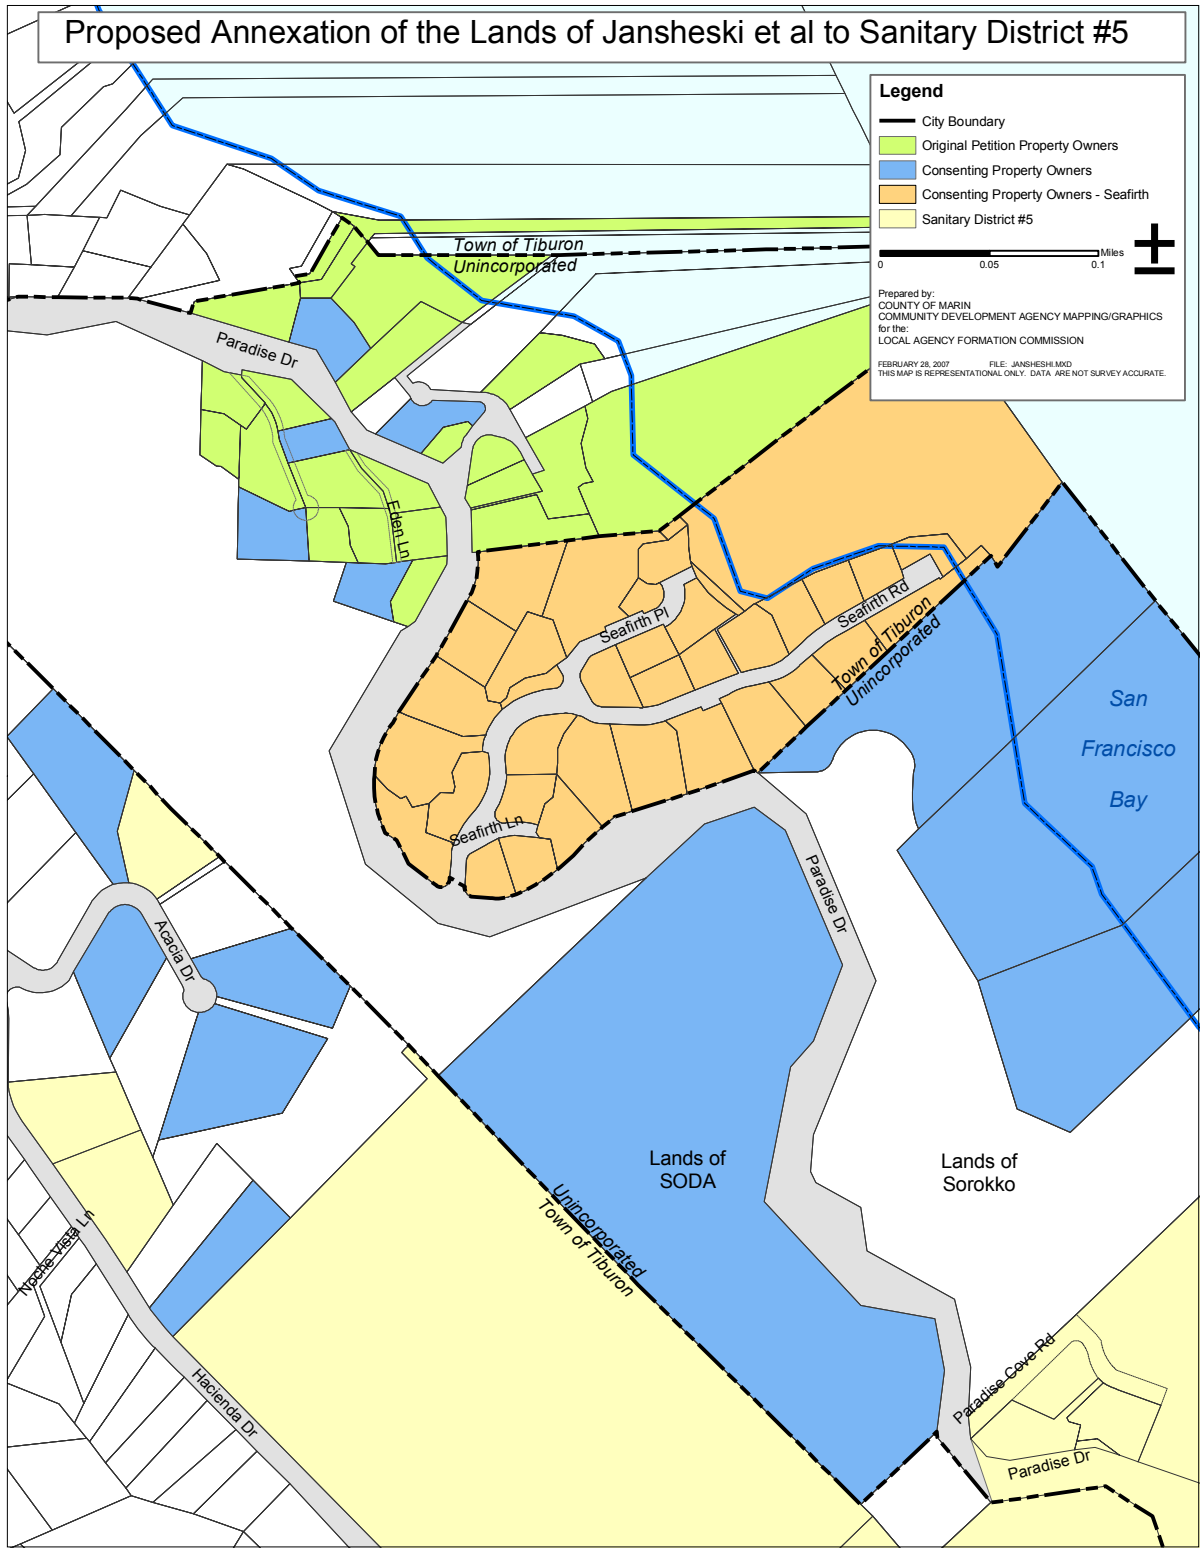 Proposed Annexation of the Lands of Jansheski et al to Sanitary District #5
Legend
City Boundary
Original Petition Property Owners
Consenting Property Owners
Consenting Property Owners - Seafirth
Sanitary District #5
Miles
0 0.05 0.1
Prepared by:
COUNTY OF MARIN
COMMUNITY DEVELOPMENT AGENCY MAPPING/GRAPHICS
for the:
LOCAL AGENCY FORMATION COMMISSION
FEBRUARY 28, 2007 FILE: JANSHESHI.MXD
THIS MAP IS REPRESENTATIONAL ONLY. DATA ARE NOT SURVEY ACCURATE.
Town of Tiburon
Unincorporated
Paradise Dr
Eden Ln
Seafirth Pl
Seafirth Rd
Town of Tiburon
Unincorporated
San
Francisco
Bay
Seafirth Ln
Paradise Dr
Acacia Dr
Lands of
SODA
Lands of
Sorokko
Unincorporated
Town of Tiburon
Noche Vista Ln
Hacienda Dr
Paradise Cove Rd
Paradise Dr